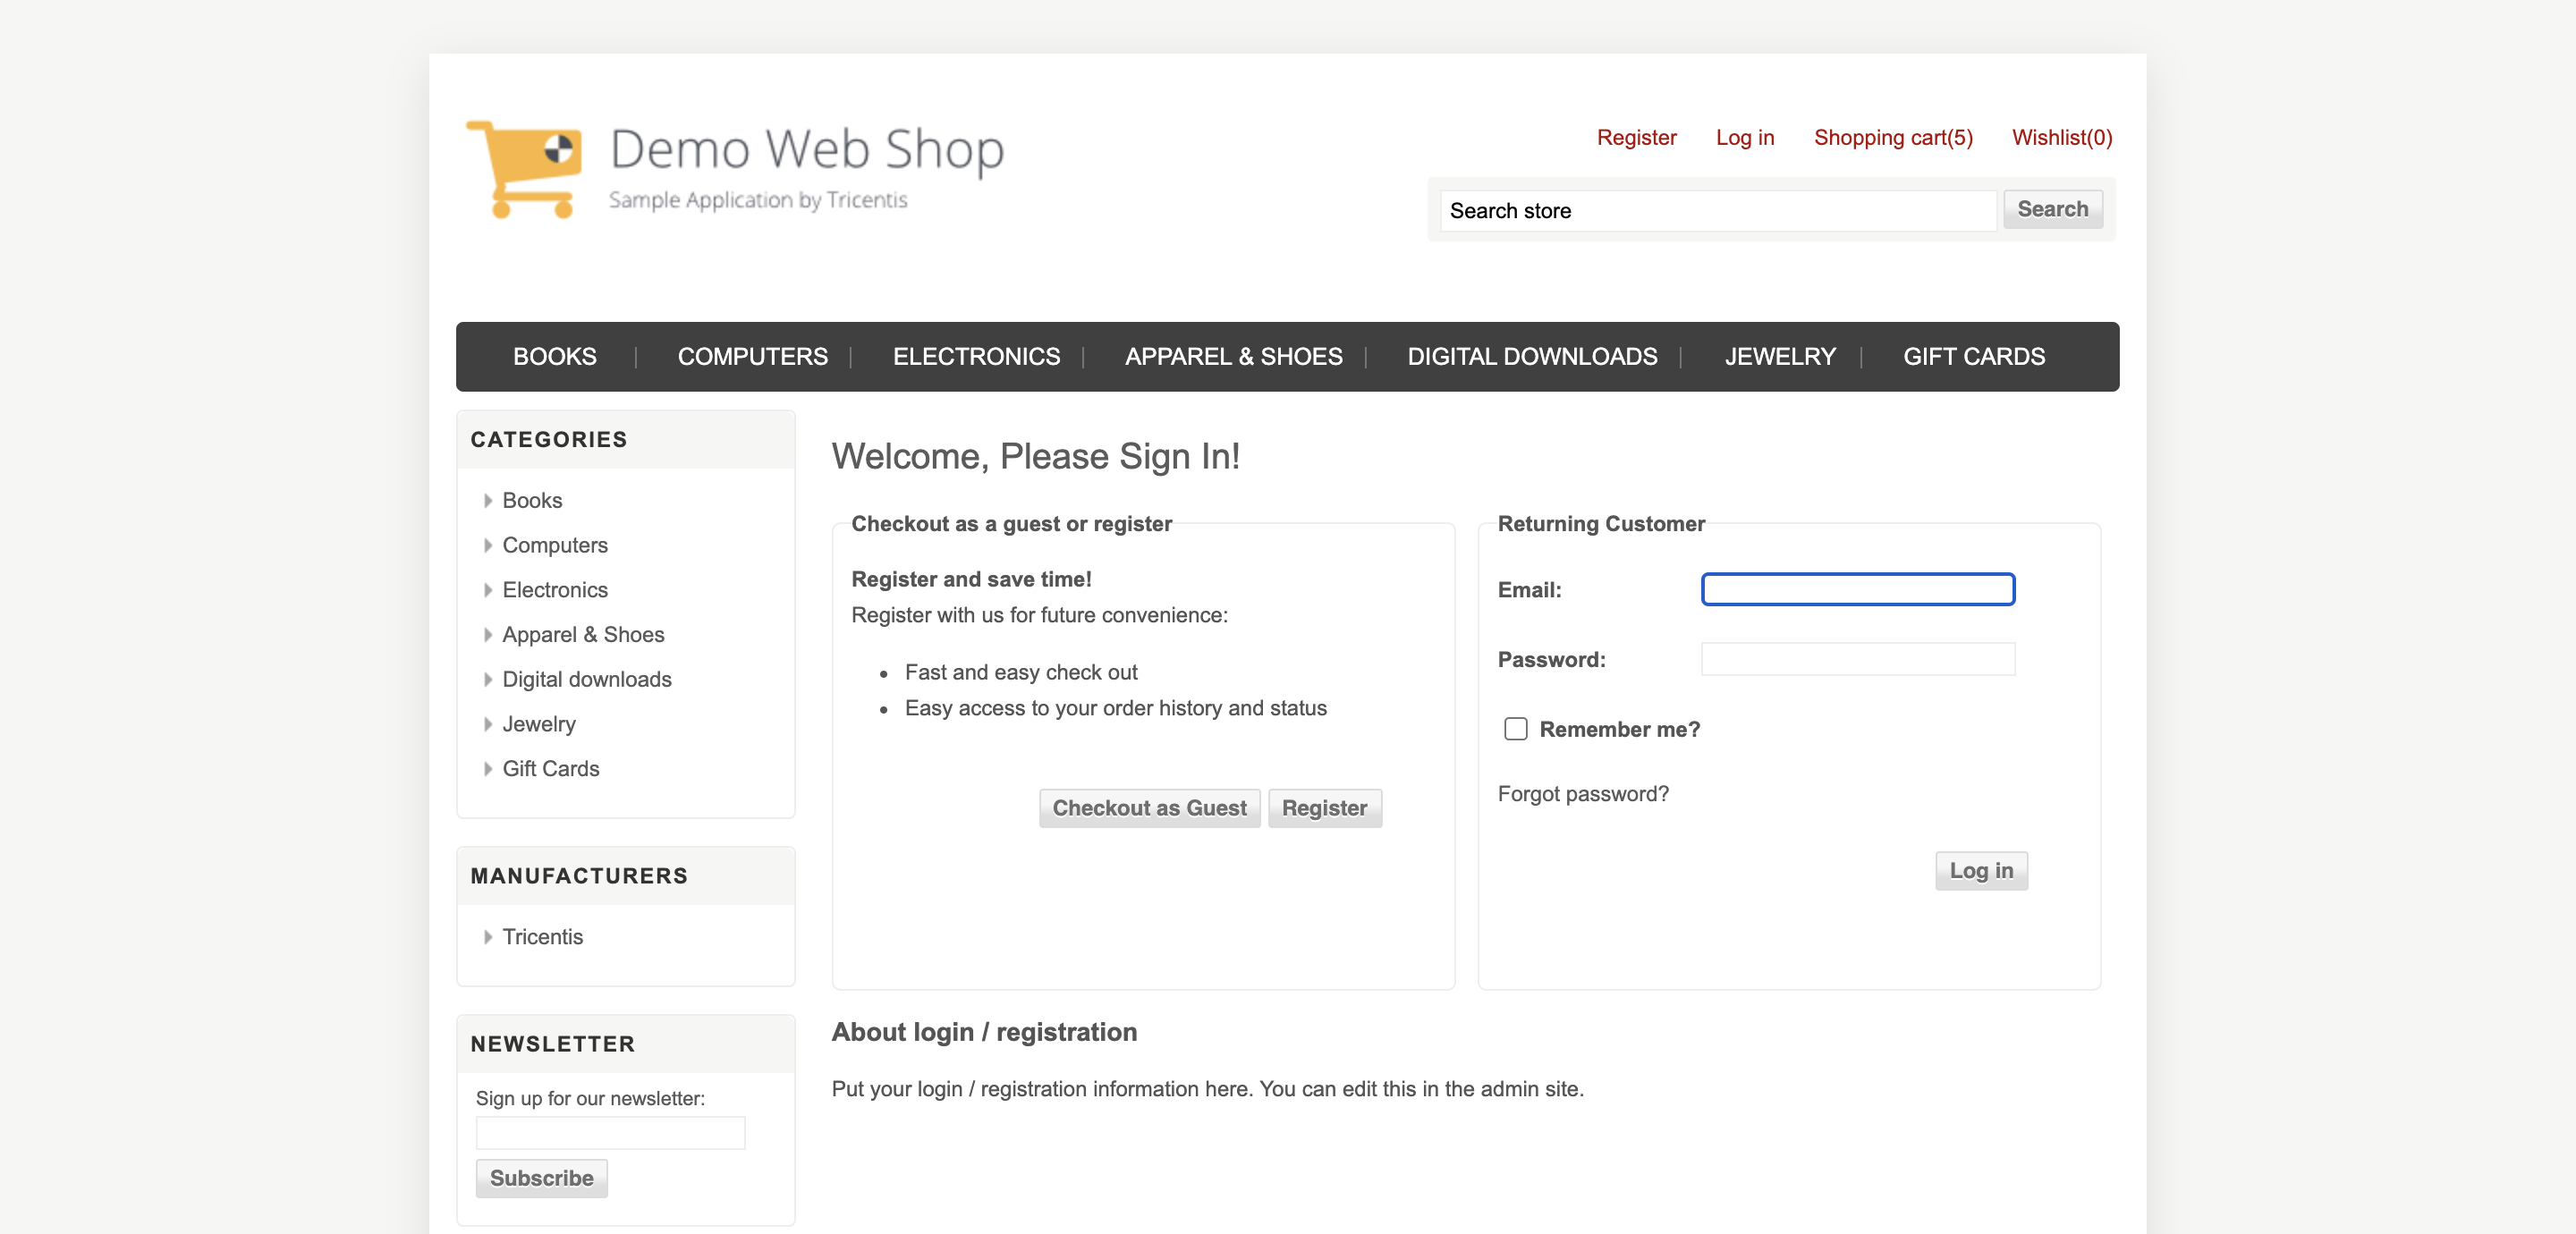 Demo Web Shop
Sample Application by Tricentis
Register Log in Shopping cart(5) Wishlist(0)
Search store Search
BOOKS COMPUTERS ELECTRONICS APPAREL & SHOES DIGITAL DOWNLOADS JEWELRY GIFT CARDS
CATEGORIES
Books
Computers
Electronics
Apparel & Shoes
Digital downloads
Jewelry
Gift Cards
MANUFACTURERS
Tricentis
NEWSLETTER
Sign up for our newsletter:
Subscribe
Welcome, Please Sign In!
Checkout as a guest or register
Register and save time!
Register with us for future convenience:
Fast and easy check out
Easy access to your order history and status
Checkout as Guest Register
Returning Customer
Email:
Password:
Remember me?
Forgot password?
Log in
About login / registration
Put your login / registration information here. You can edit this in the admin site.